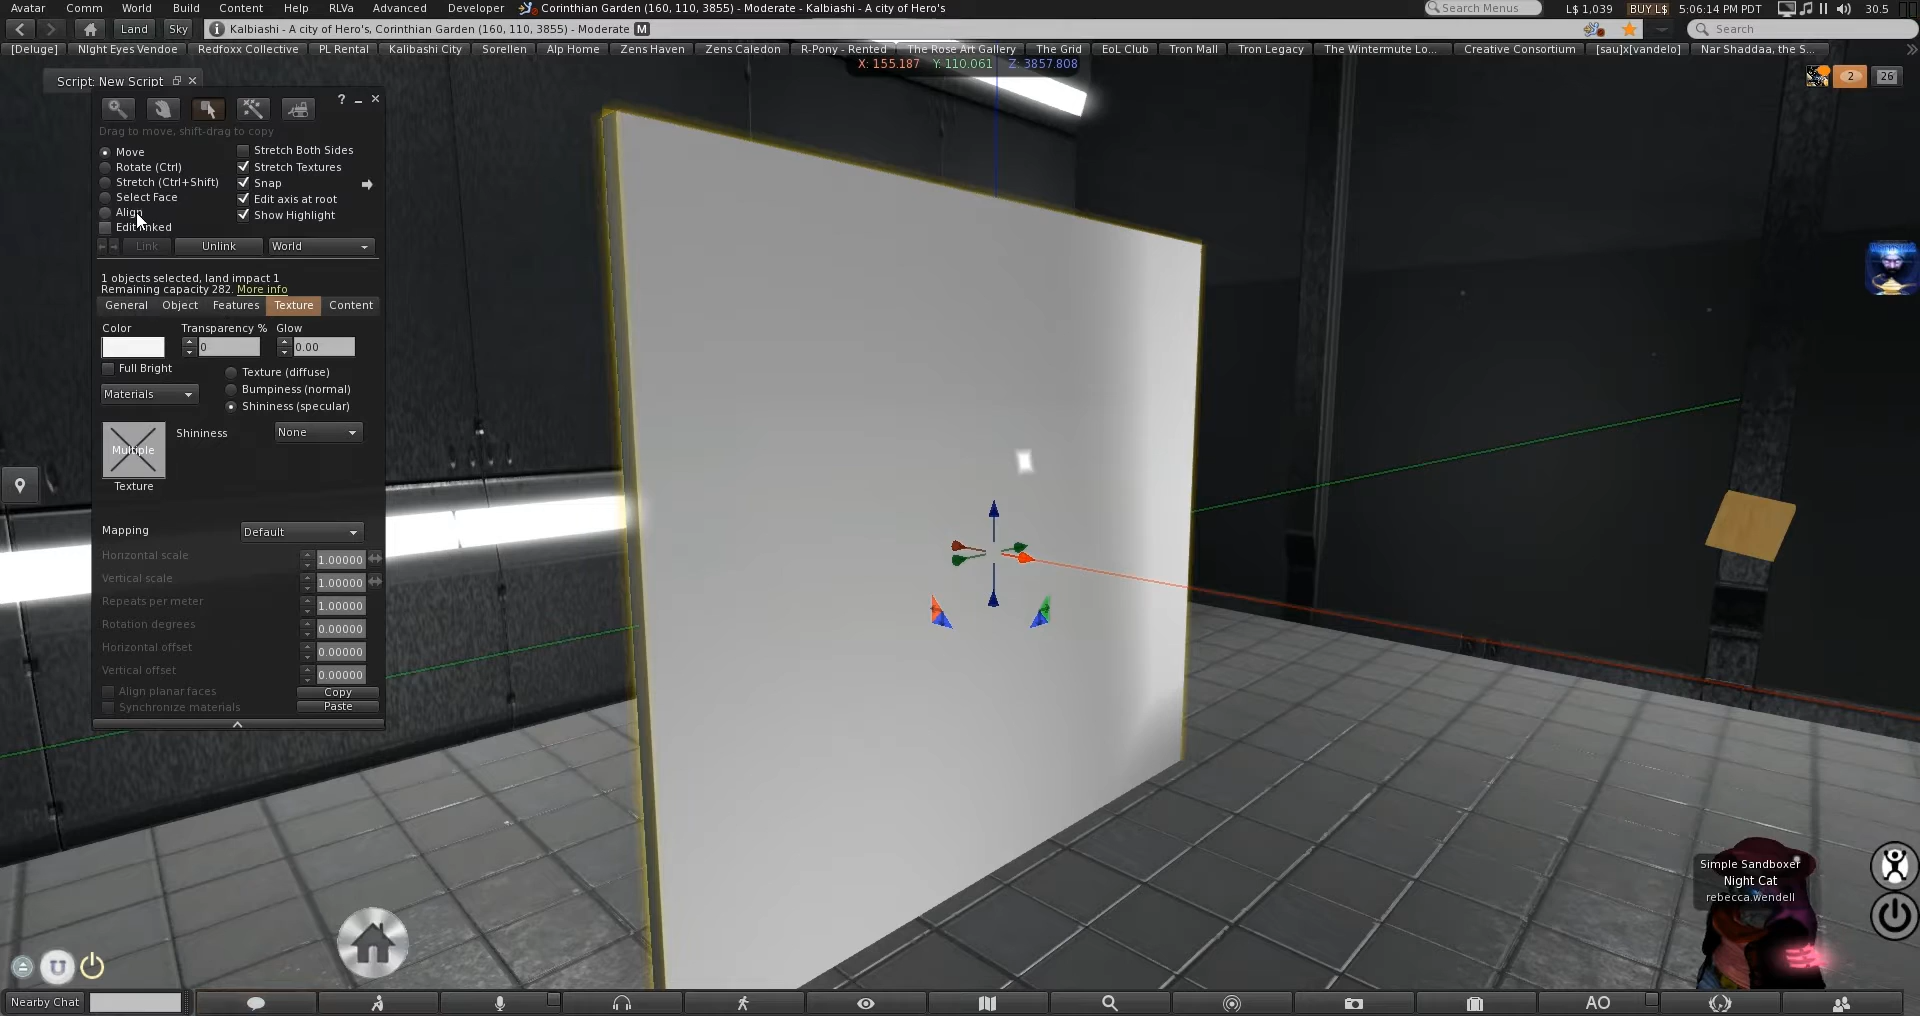 Avatar Comm World Build Content Help RLVa Advanced Developer Corinthian Garden (160, 110, 3855) - Moderate - Kalbiashi - A city of Hero's Search Menus L$ 1,039 BUY L$ 5:06:14 PM PDT 30.5
Land Sky Kalbiashi - A city of Hero's, Corinthian Garden (160, 110, 3855) - Moderate M Search
[Deluge] NIght Eyes Vendoe Redfoxx Collective PL Rental Kalibashi City Sorellen Alp Home Zens Haven Zens Caledon R-Pony - Rented The Rose Art Gallery The Grid EoL Club Tron Mall Tron Legacy The Wintermute Lo... Creative Consortium [sau]x[vandelo] Nar Shaddaa, the S...
X: 155.187 Y: 110.061 Z: 3857.808
2 26
Script: New Script
?
Drag to move, shift-drag to copy
Move Stretch Both Sides
Rotate (Ctrl) Stretch Textures
Stretch (Ctrl+Shift) Snap
Select Face Edit axis at root
Align Show Highlight
Edit linked
Link Unlink World
1 objects selected, land impact 1
Remaining capacity 282. More info
General Object Features Texture Content
Color Transparency % Glow
0 0.00
Full Bright Texture (diffuse)
Materials Bumpiness (normal)
Shininess (specular)
Multiple Shininess None
Texture
Mapping Default
Horizontal scale 1.00000
Vertical scale 1.00000
Repeats per meter 1.00000
Rotation degrees 0.00000
Horizontal offset 0.00000
Vertical offset 0.00000
Align planar faces Copy
Synchronize materials Paste
Simple Sandboxer
Night Cat
rebecca.wendell
Nearby Chat AO